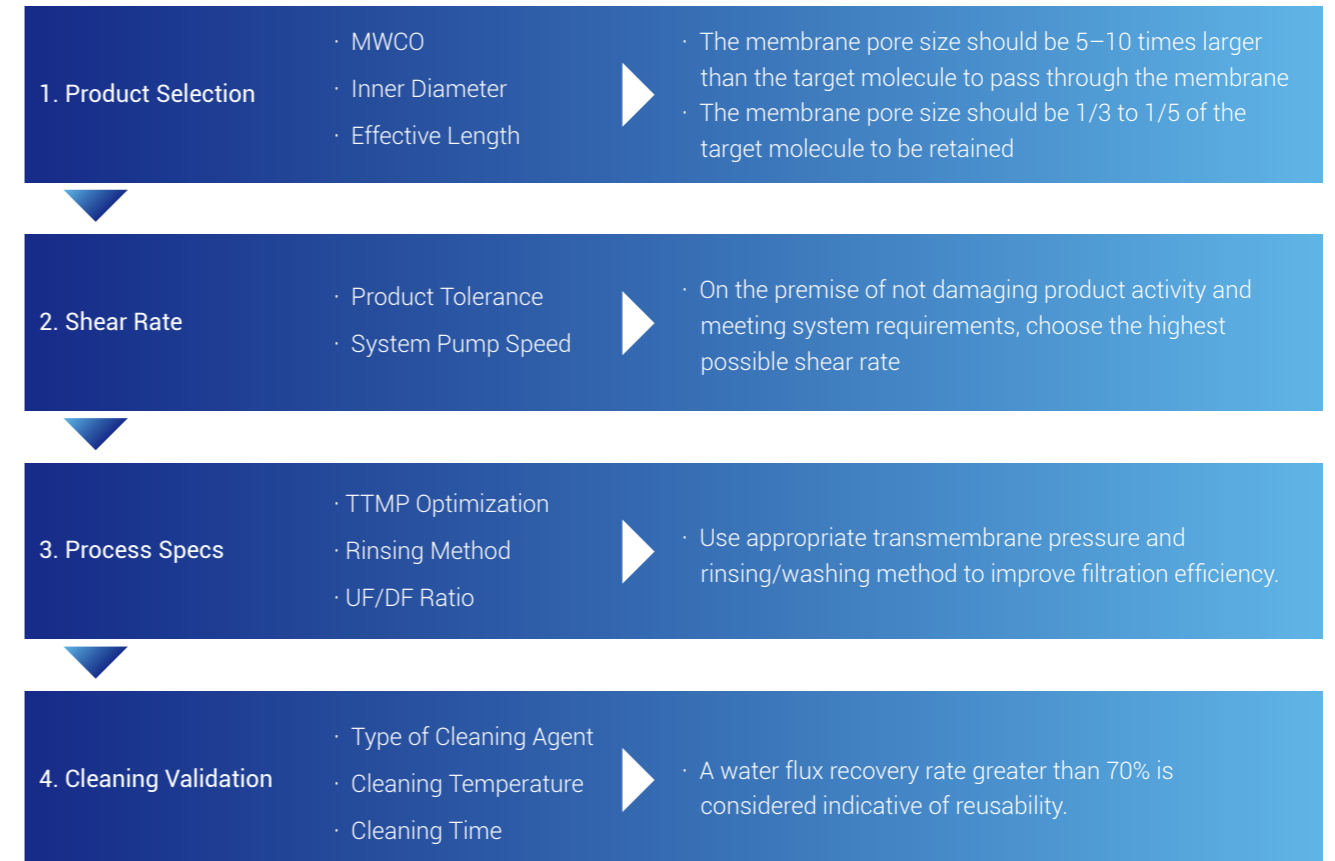 1. Product Selection
· MWCO
· Inner Diameter
· Effective Length
· The membrane pore size should be 5–10 times larger
than the target molecule to pass through the membrane
· The membrane pore size should be 1/3 to 1/5 of the
target molecule to be retained
2. Shear Rate
· Product Tolerance
· System Pump Speed
· On the premise of not damaging product activity and
meeting system requirements, choose the highest
possible shear rate
3. Process Specs
· TTMP Optimization
· Rinsing Method
· UF/DF Ratio
· Use appropriate transmembrane pressure and
rinsing/washing method to improve filtration efficiency.
4. Cleaning Validation
· Type of Cleaning Agent
· Cleaning Temperature
· Cleaning Time
· A water flux recovery rate greater than 70% is
considered indicative of reusability.